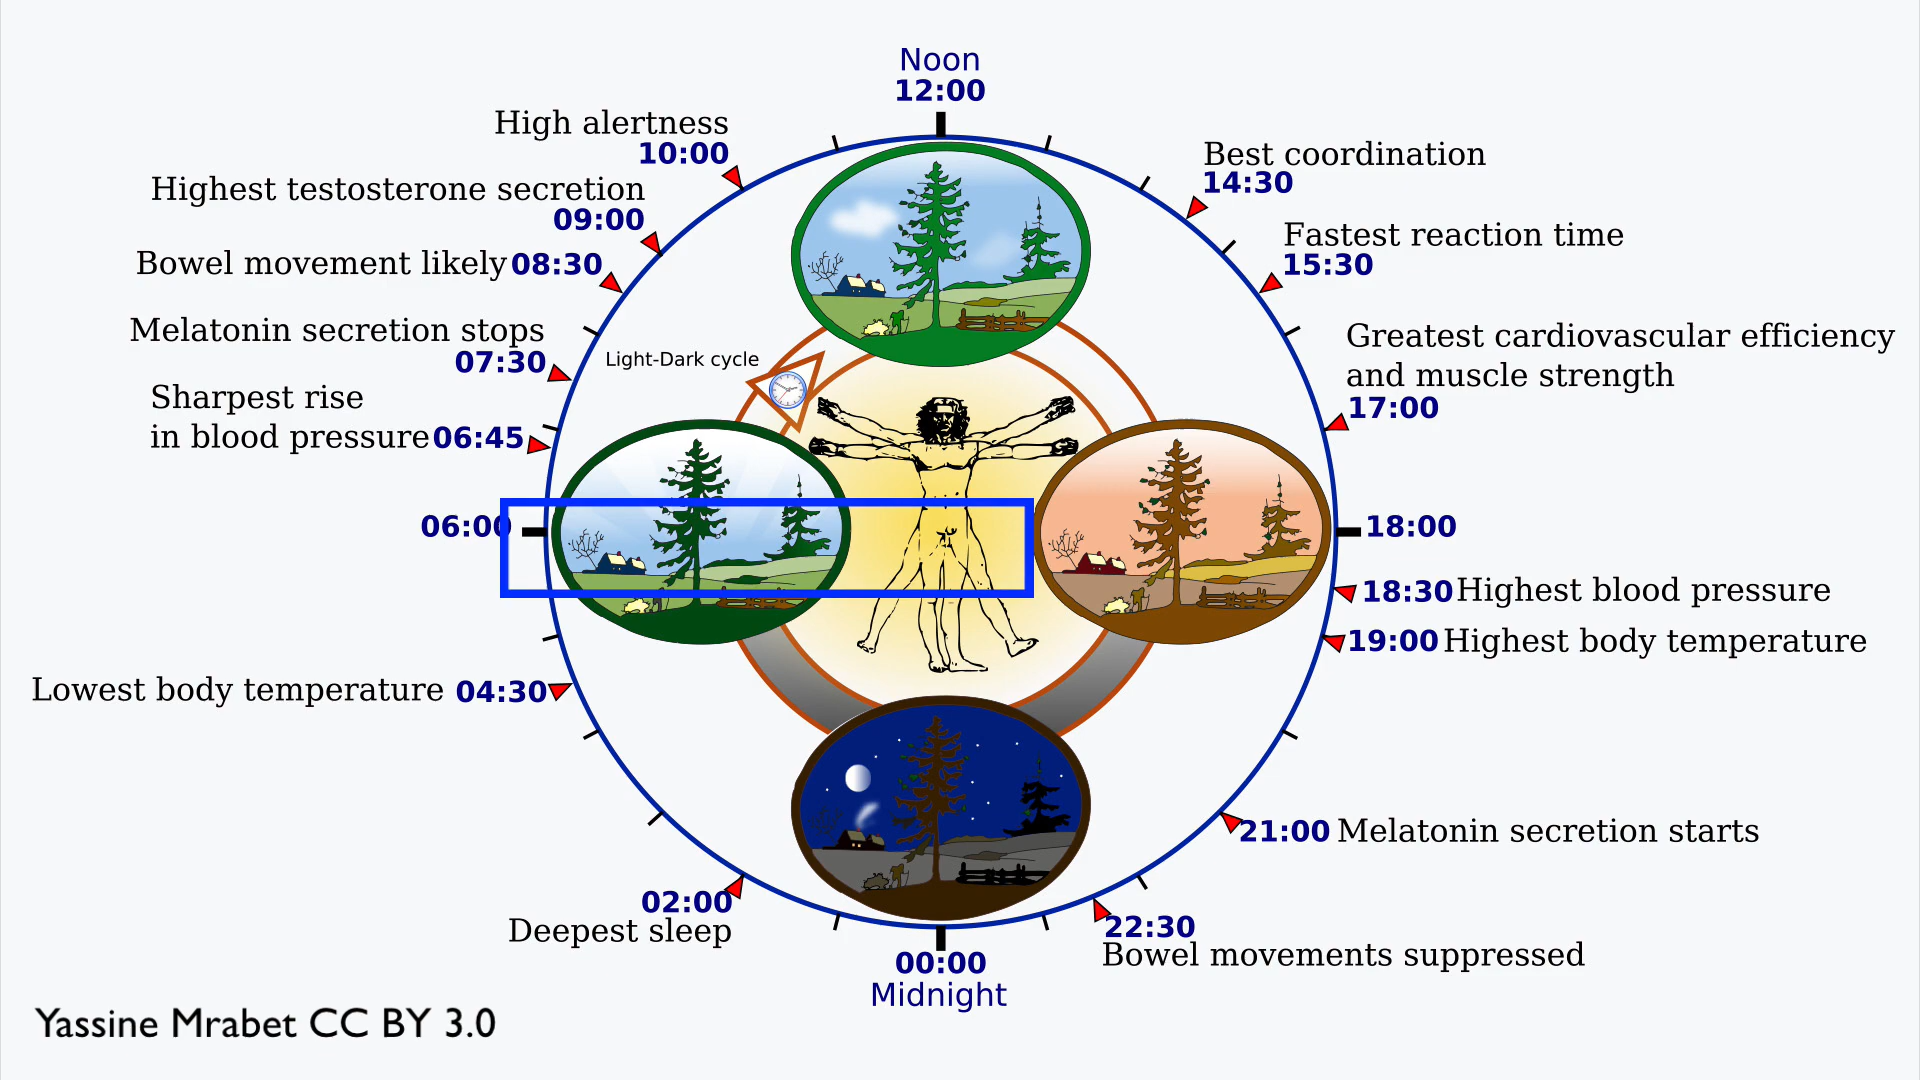 Noon
12:00
High alertness
10:00
Highest testosterone secretion
09:00
Bowel movement likely 08:30
Melatonin secretion stops
07:30
Sharpest rise
in blood pressure 06:45
06:00
Lowest body temperature 04:30
02:00
Deepest sleep
00:00
Midnight
Light-Dark cycle
Best coordination
14:30
Fastest reaction time
15:30
Greatest cardiovascular efficiency
and muscle strength
17:00
18:00
18:30 Highest blood pressure
19:00 Highest body temperature
21:00 Melatonin secretion starts
22:30
Bowel movements suppressed
Yassine Mrabet CC BY 3.0